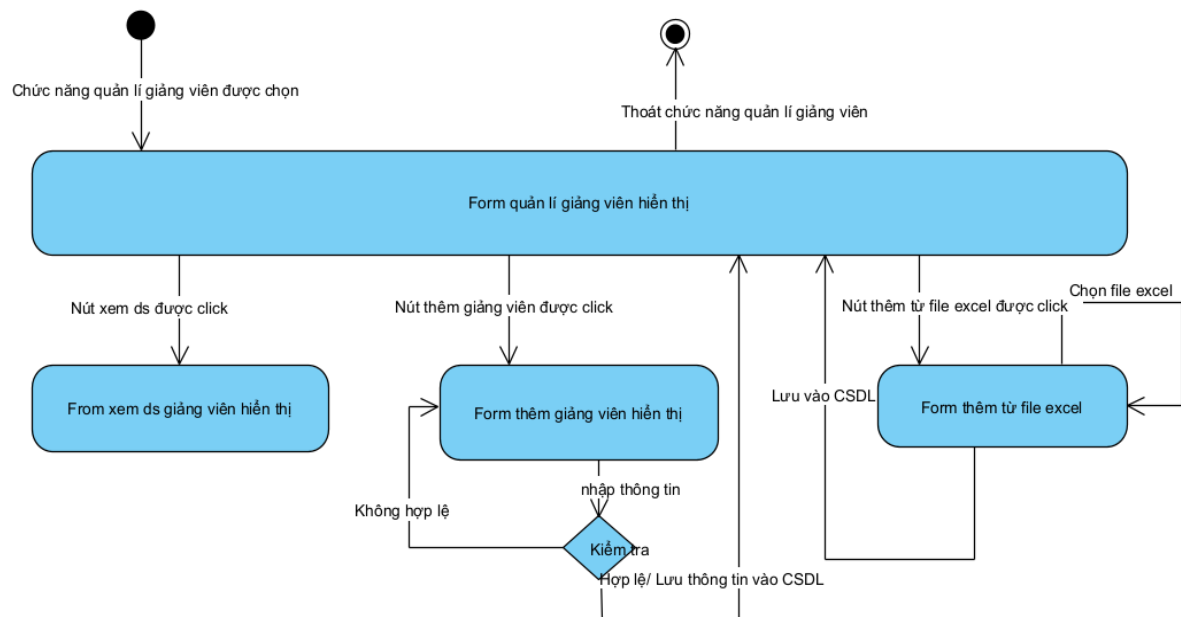 Chức năng quản lí giảng viên được chọn
Thoát chức năng quản lí giảng viên
Form quản lí giảng viên hiển thị
Nút xem ds được click
Nút thêm giảng viên được click
Nút thêm từ file excel được click
Chọn file excel
From xem ds giảng viên hiển thị
Form thêm giảng viên hiển thị
Lưu vào CSDL
Form thêm từ file excel
nhập thông tin
Không hợp lệ
Kiểm tra
Hợp lệ/ Lưu thông tin vào CSDL